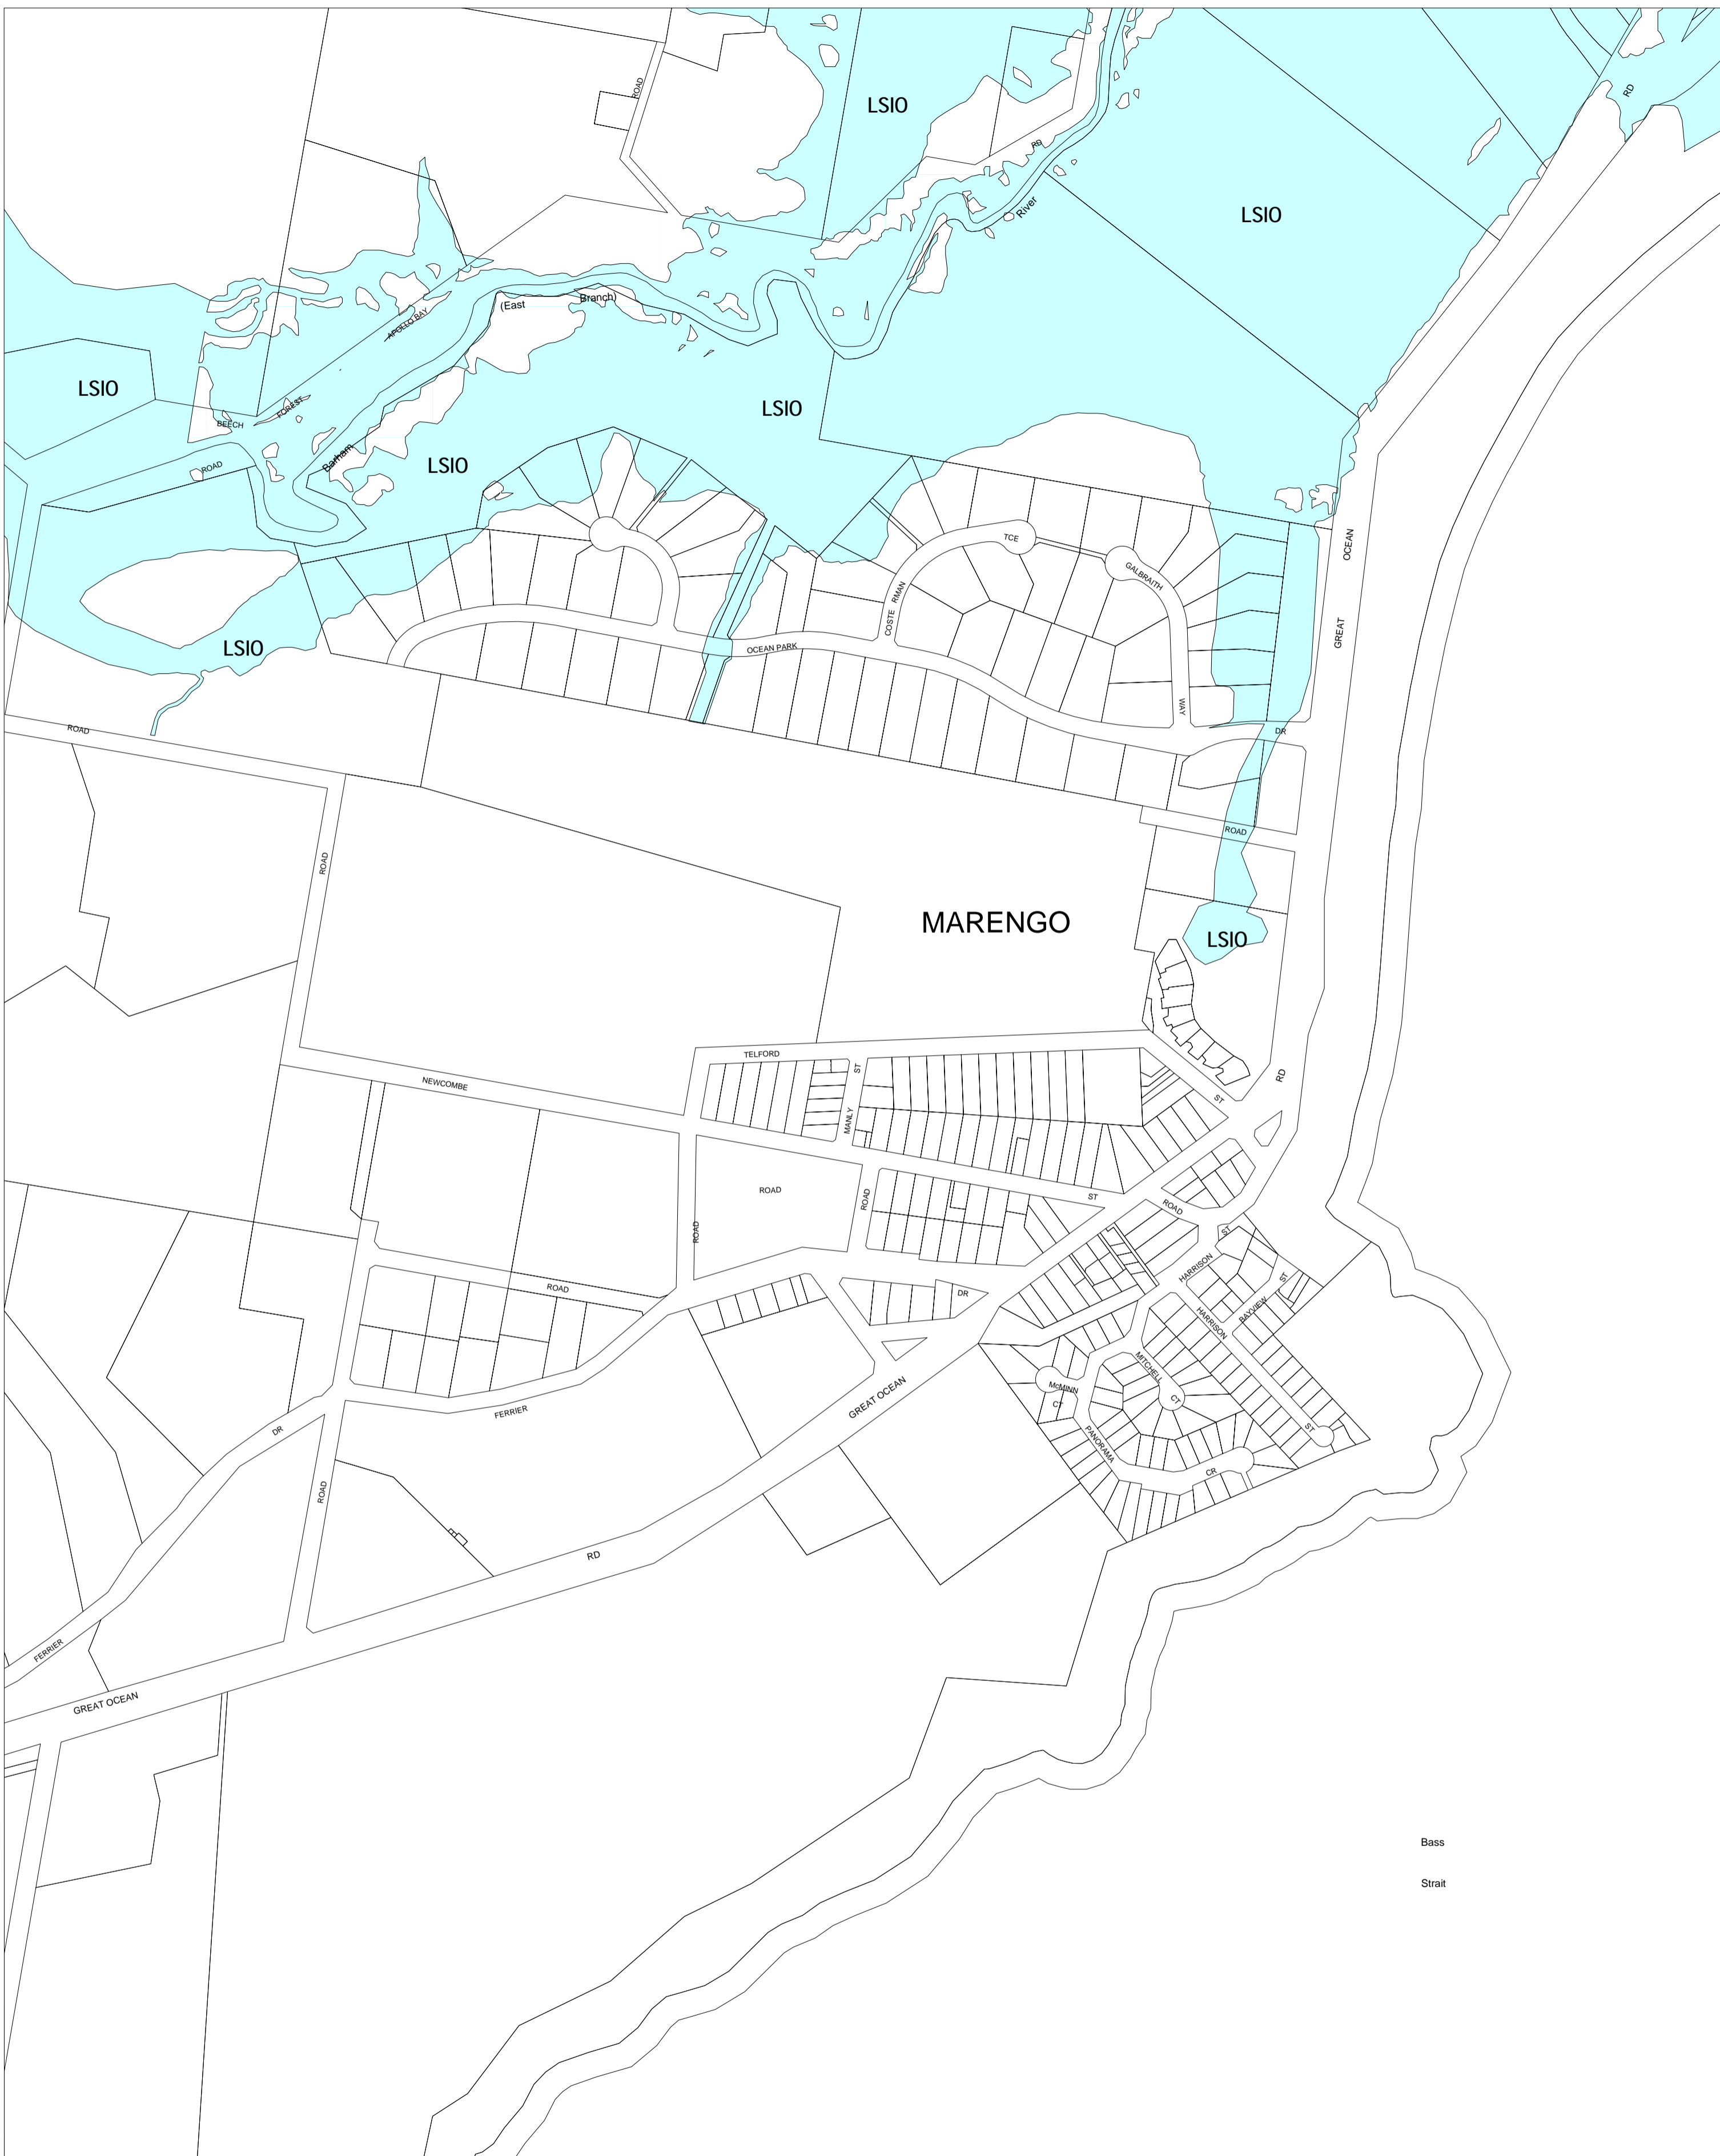 ROAD
LSIO
RD
RD
River
LSIO
(East
Branch)
APOLLO BAY
LSIO
FOREST
BEECH
LSIO
Barham
LSIO
ROAD
TCE
OCEAN
GALBRAITH
COSTE RMAN
GREAT
LSIO
OCEAN PARK
WAY
ROAD
DR
ROAD
ROAD
MARENGO
LSIO
TELFORD
ST
RD
NEWCOMBE
ST
MANLY
ROAD
ROAD
ST
ROAD
ROAD
ST
HARRISON
ROAD
DR
ST
BAYVIEW
HARRISON
MITCHELL
McMINN
CT
CT
GREAT OCEAN
FERRIER
DR
PANORAMA
ST
CR
ROAD
RD
FERRIER
GREAT OCEAN
Bass
Strait